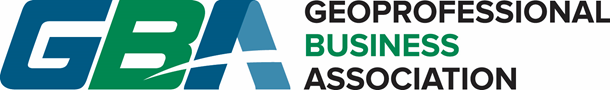 GBA
GEOPROFESSIONAL
BUSINESS
ASSOCIATION